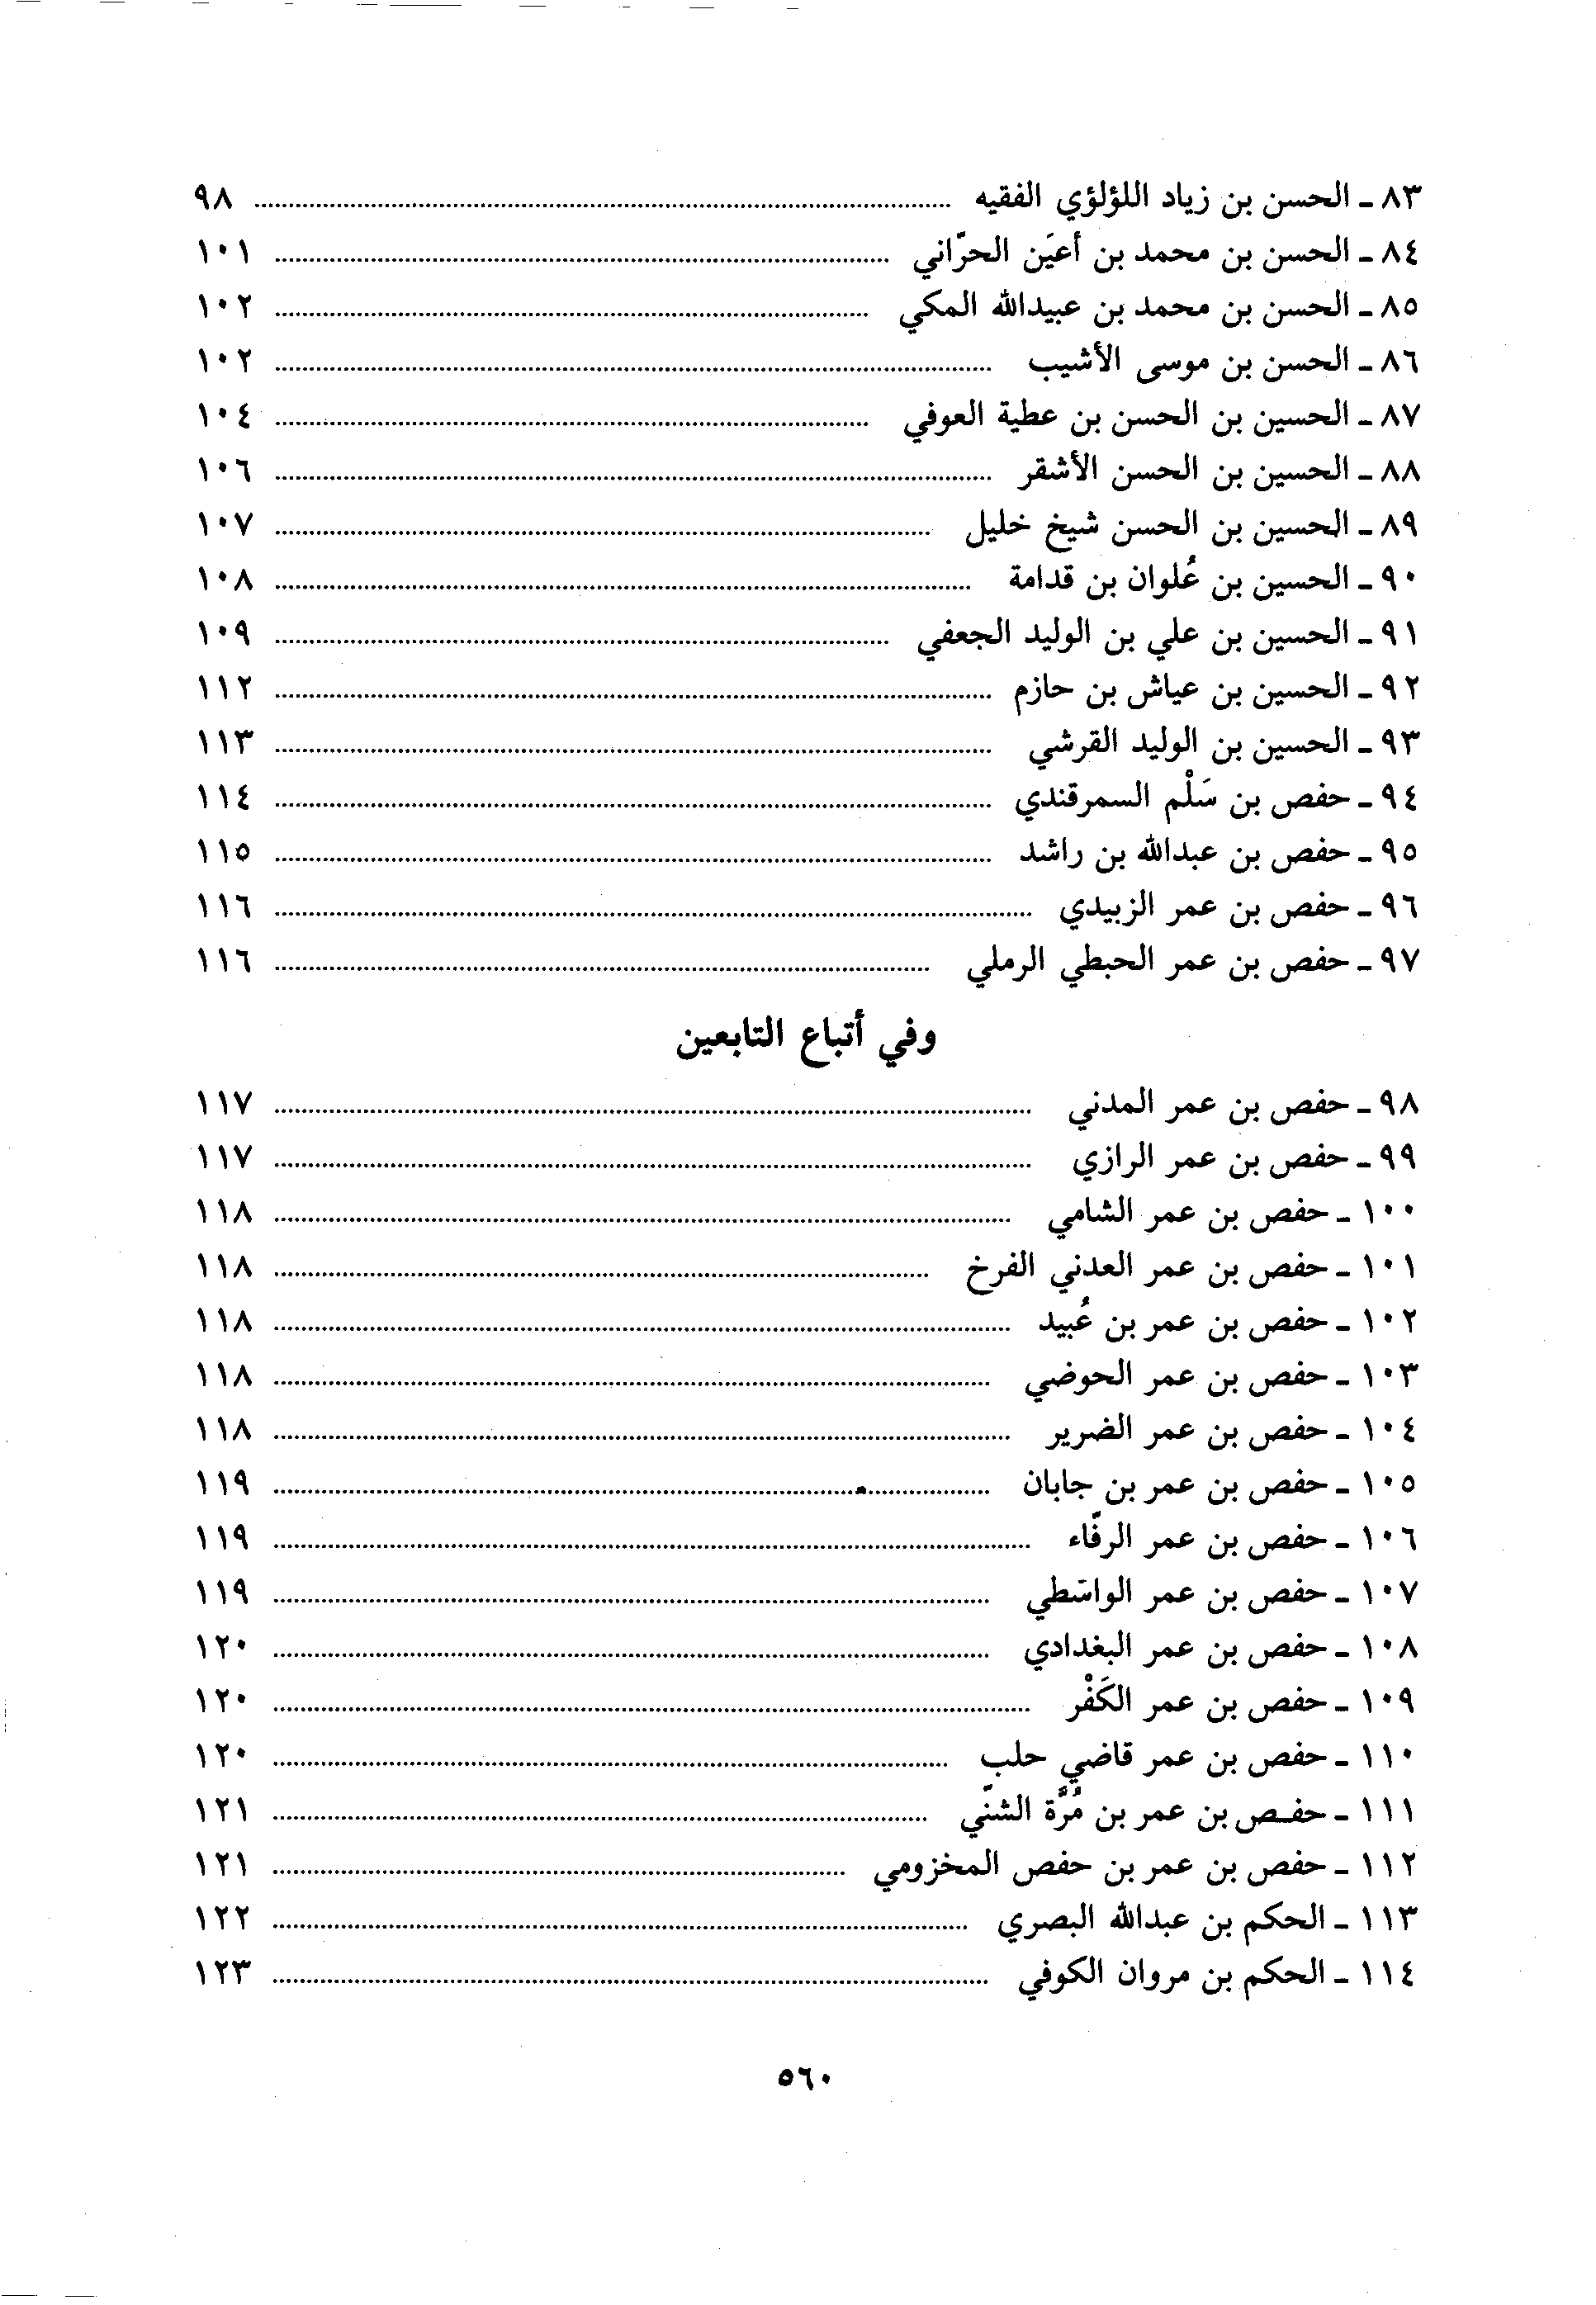 ٨٣ ـ الحسن بن زياد اللؤلؤي الفقيه ........ ٩٨
٨٤ ـ الحسن بن محمد بن أعيَن الحرّاني ........ ١٠١
٨٥ ـ الحسن بن محمد بن عبيدالله المكي ........ ١٠٢
٨٦ ـ الحسن بن موسى الأشيب ........ ١٠٢
٨٧ ـ الحسين بن الحسن بن عطية العوفي ........ ١٠٤
٨٨ ـ الحسين بن الحسن الأشقر ........ ١٠٦
٨٩ ـ الحسين بن الحسن شيخ خليل ........ ١٠٧
٩٠ ـ الحسين بن عُلوان بن قدامة ........ ١٠٨
٩١ ـ الحسين بن علي بن الوليد الجعفي ........ ١٠٩
٩٢ ـ الحسين بن عياش بن حازم ........ ١١٢
٩٣ ـ الحسين بن الوليد القرشي ........ ١١٣
٩٤ ـ حفص بن سَلْم السمرقندي ........ ١١٤
٩٥ ـ حفص بن عبدالله بن راشد ........ ١١٥
٩٦ ـ حفص بن عمر الزبيدي ........ ١١٦
٩٧ ـ حفص بن عمر الحبطي الرملي ........ ١١٦
وفي أتباع التابعين
٩٨ ـ حفص بن عمر المدني ........ ١١٧
٩٩ ـ حفص بن عمر الرازي ........ ١١٧
١٠٠ ـ حفص بن عمر الشامي ........ ١١٨
١٠١ ـ حفص بن عمر العدني الفرخ ........ ١١٨
١٠٢ ـ حفص بن عمر بن عُبيد ........ ١١٨
١٠٣ ـ حفص بن عمر الحوضي ........ ١١٨
١٠٤ ـ حفص بن عمر الضرير ........ ١١٨
١٠٥ ـ حفص بن عمر بن جابان ........ ١١٩
١٠٦ ـ حفص بن عمر الرفّاء ........ ١١٩
١٠٧ ـ حفص بن عمر الواسطي ........ ١١٩
١٠٨ ـ حفص بن عمر البغدادي ........ ١٢٠
١٠٩ ـ حفص بن عمر الكَفْر ........ ١٢٠
١١٠ ـ حفص بن عمر قاضي حلب ........ ١٢٠
١١١ ـ حفص بن عمر بن مُرَّة الشنّي ........ ١٢١
١١٢ ـ حفص بن عمر بن حفص المخزومي ........ ١٢١
١١٣ ـ الحكم بن عبدالله البصري ........ ١٢٢
١١٤ ـ الحكم بن مروان الكوفي ........ ١٢٣
٥٦٠